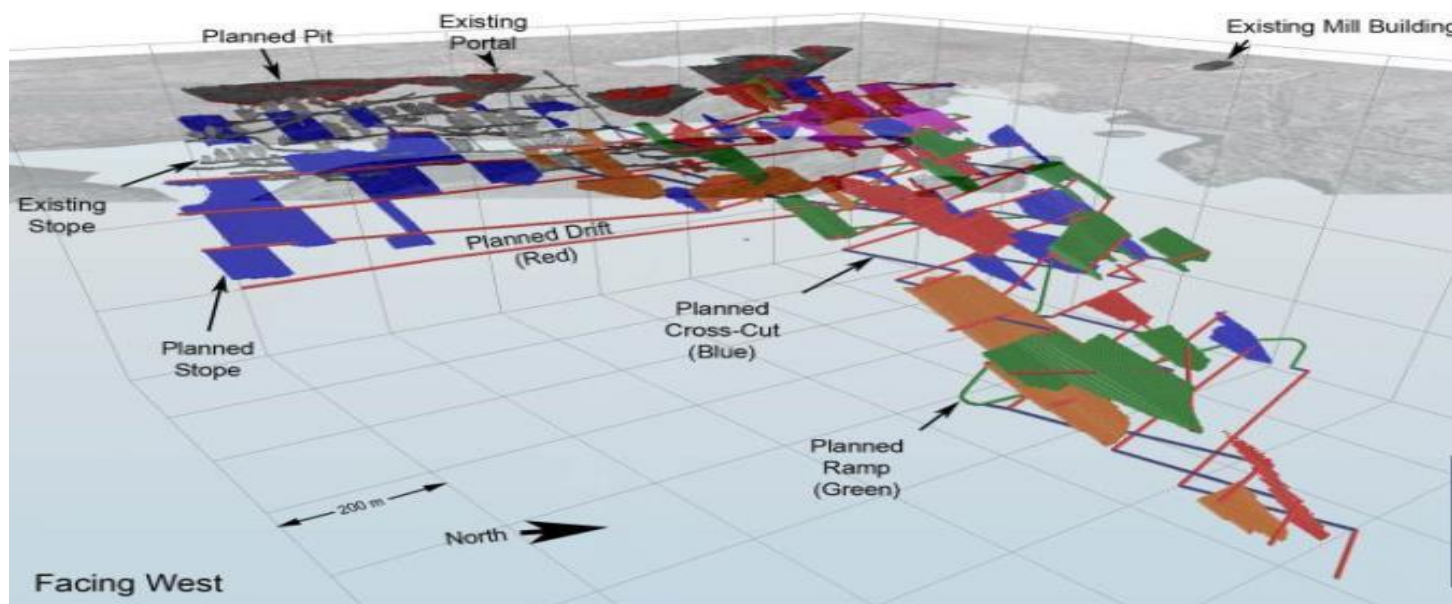 Planned Pit
Existing
Portal
Existing Mill Building
Existing
Stope
Planned Drift
(Red)
Planned
Stope
Planned
Cross-Cut
(Blue)
Planned
Ramp
(Green)
200 m
North
Facing West